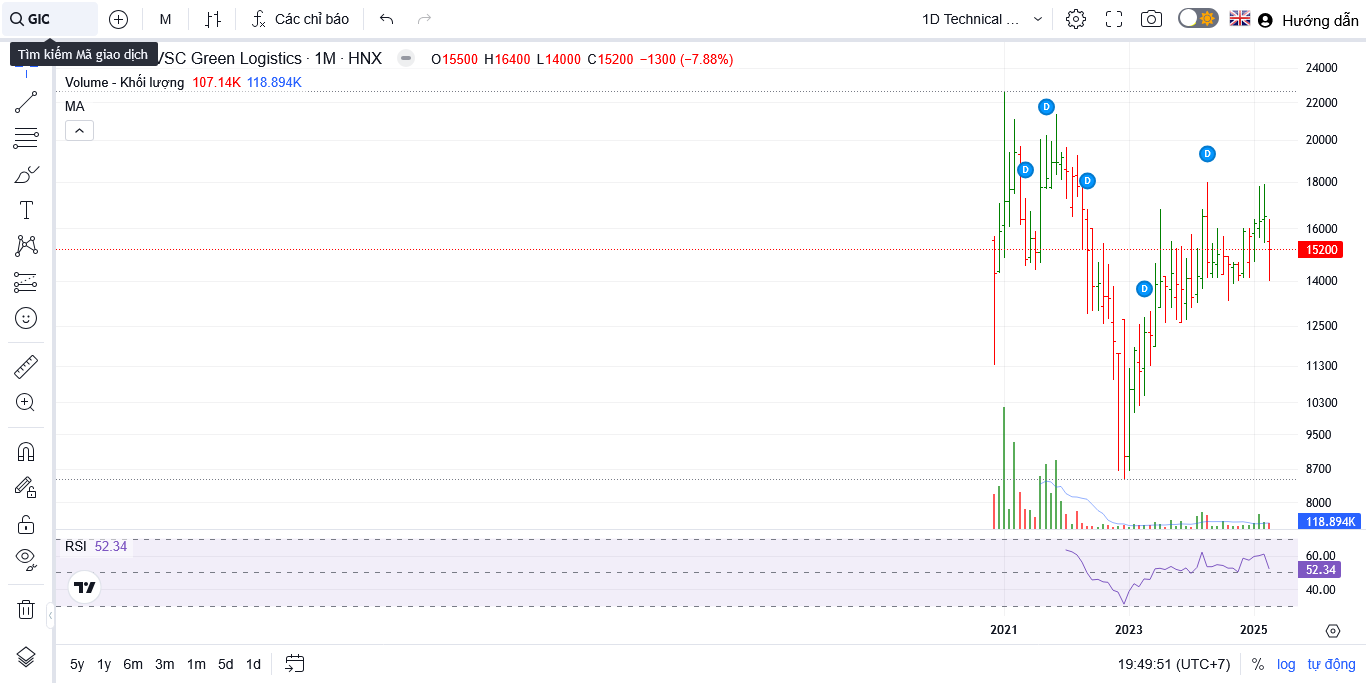 GIC
M
Các chỉ báo
1D Technical ...
Hướng dẫn
Tìm kiếm Mã giao dịch
VSC Green Logistics · 1M · HNX
O15500 H16400 L14000 C15200 −1300 (−7.88%)
Volume - Khối lượng 107.14K 118.894K
MA
D
D
D
D
D
24000
22000
20000
18000
16000
15200
14000
12500
11300
10300
9500
8700
8000
118.894K
RSI 52.34
60.00
52.34
40.00
2021 2023 2025
5y 1y 6m 3m 1m 5d 1d
19:49:51 (UTC+7)
% log tự động